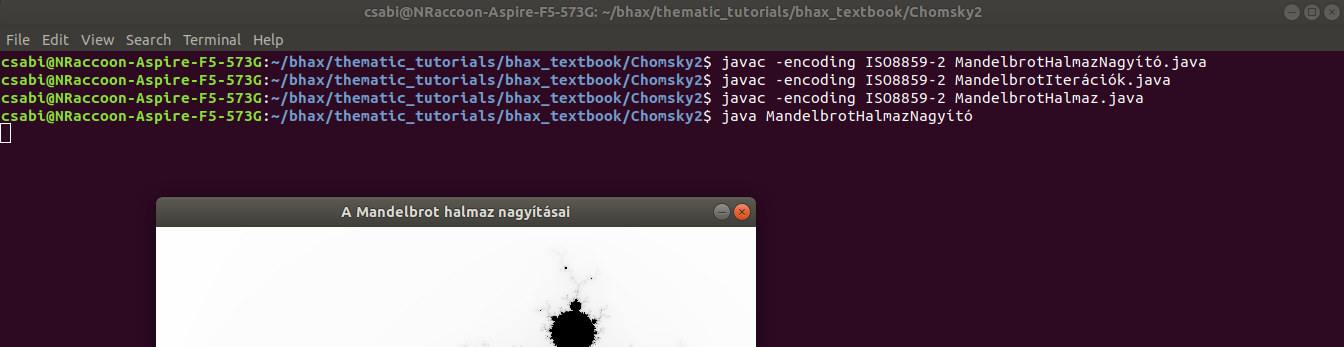 csabi@NRaccoon-Aspire-F5-573G: ~/bhax/thematic_tutorials/bhax_textbook/Chomsky2
File Edit View Search Terminal Help
csabi@NRaccoon-Aspire-F5-573G:~/bhax/thematic_tutorials/bhax_textbook/Chomsky2$ javac -encoding ISO8859-2 MandelbrotHalmazNagyító.java
csabi@NRaccoon-Aspire-F5-573G:~/bhax/thematic_tutorials/bhax_textbook/Chomsky2$ javac -encoding ISO8859-2 MandelbrotIterációk.java
csabi@NRaccoon-Aspire-F5-573G:~/bhax/thematic_tutorials/bhax_textbook/Chomsky2$ javac -encoding ISO8859-2 MandelbrotHalmaz.java
csabi@NRaccoon-Aspire-F5-573G:~/bhax/thematic_tutorials/bhax_textbook/Chomsky2$ java MandelbrotHalmazNagyító
A Mandelbrot halmaz nagyításai